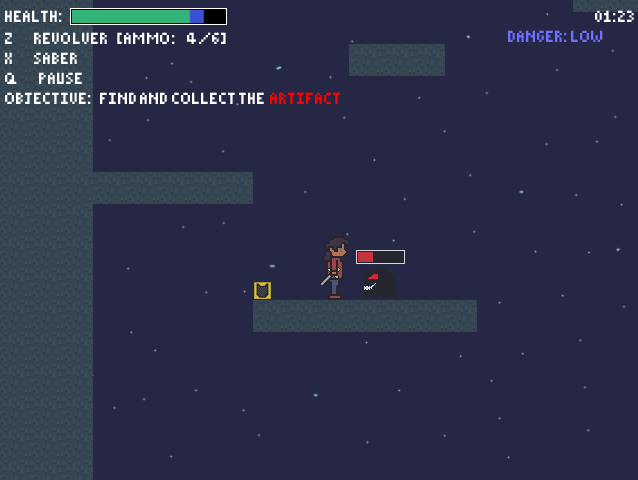 HEALTH:
01:23
Z REVOLVER [AMMO: 4/6]
DANGER: LOW
X SABER
Q PAUSE
OBJECTIVE: FIND AND COLLECT THE ARTIFACT